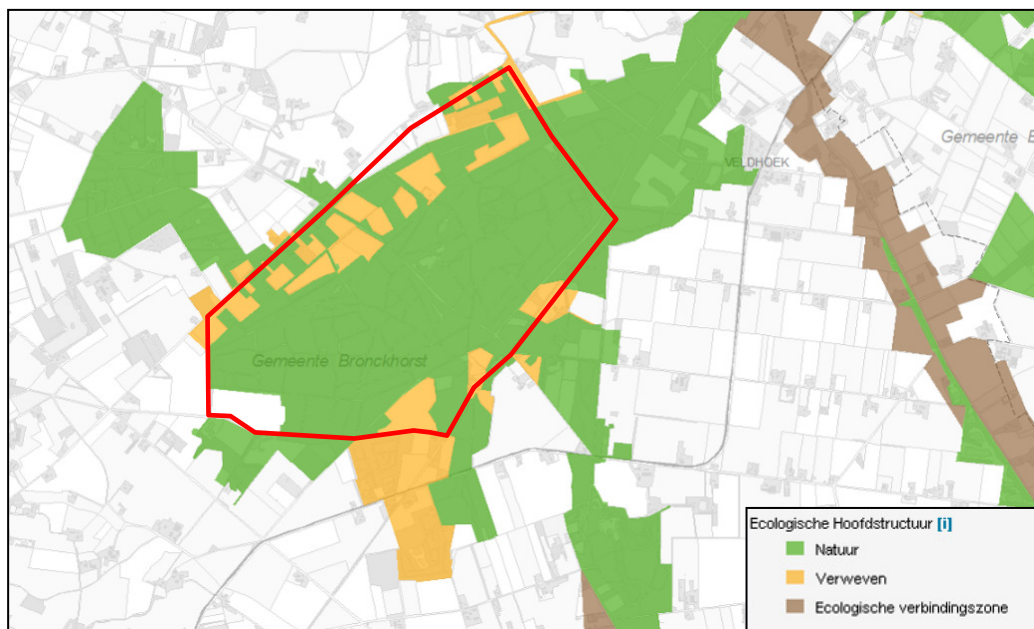 Gemeente B
VELDHOEK
Gemeente Bronckhorst
Ecologische Hoofdstructuur [i]
Natuur
Verweven
Ecologische verbindingszone